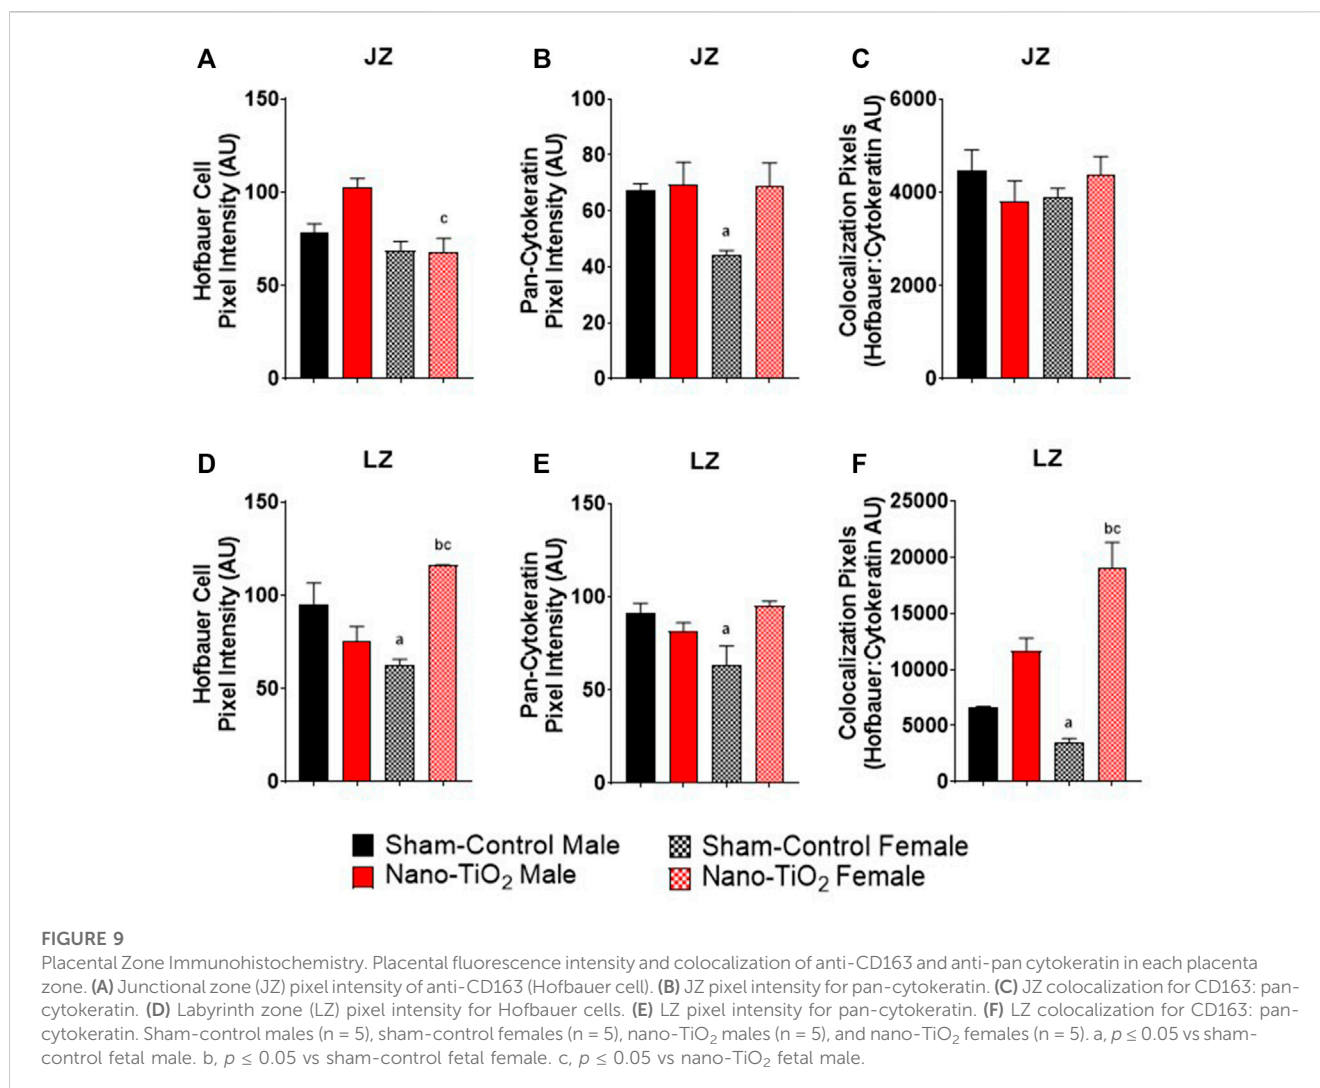 A
JZ
Hofbauer Cell
Pixel Intensity (AU)
150
100
50
0
c
B
JZ
Pan-Cytokeratin
Pixel Intensity (AU)
100
80
60
40
20
0
a
C
JZ
Colocalization Pixels
(Hofbauer:Cytokeratin AU)
6000
4000
2000
0
D
LZ
Hofbauer Cell
Pixel Intensity (AU)
150
100
50
0
a
bc
E
LZ
Pan-Cytokeratin
Pixel Intensity (AU)
150
100
50
0
a
F
LZ
Colocalization Pixels
(Hofbauer:Cytokeratin AU)
25000
20000
15000
10000
5000
0
a
bc
Sham-Control Male
Sham-Control Female
Nano-TiO₂ Male
Nano-TiO₂ Female
FIGURE 9
Placental Zone Immunohistochemistry. Placental fluorescence intensity and colocalization of anti-CD163 and anti-pan cytokeratin in each placenta
zone. (A) Junctional zone (JZ) pixel intensity of anti-CD163 (Hofbauer cell). (B) JZ pixel intensity for pan-cytokeratin. (C) JZ colocalization for CD163: pan-
cytokeratin. (D) Labyrinth zone (LZ) pixel intensity for Hofbauer cells. (E) LZ pixel intensity for pan-cytokeratin. (F) LZ colocalization for CD163: pan-
cytokeratin. Sham-control males (n = 5), sham-control females (n = 5), nano-TiO₂ males (n = 5), and nano-TiO₂ females (n = 5). a, p ≤ 0.05 vs sham-
control fetal male. b, p ≤ 0.05 vs sham-control fetal female. c, p ≤ 0.05 vs nano-TiO₂ fetal male.